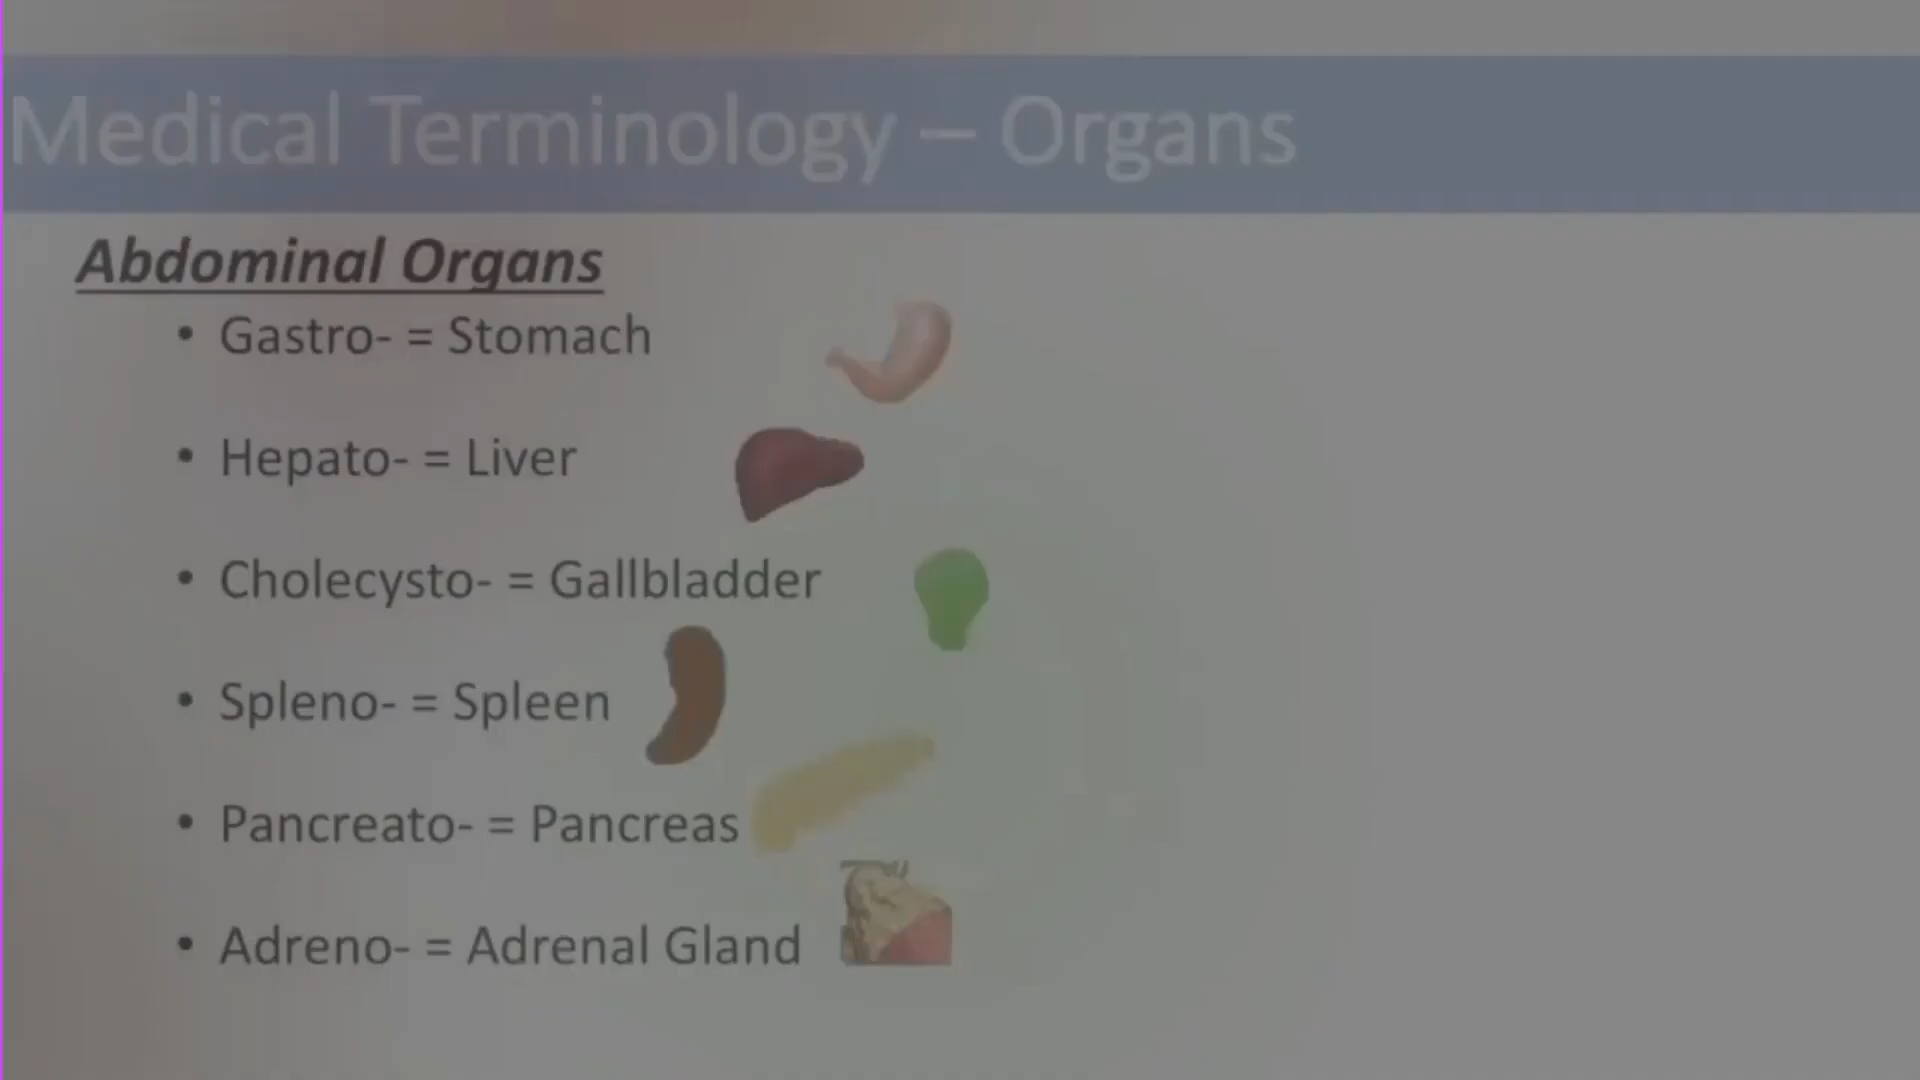 Medical Terminology – Organs
Abdominal Organs
• Gastro- = Stomach
• Hepato- = Liver
• Cholecysto- = Gallbladder
• Spleno- = Spleen
• Pancreato- = Pancreas
• Adreno- = Adrenal Gland